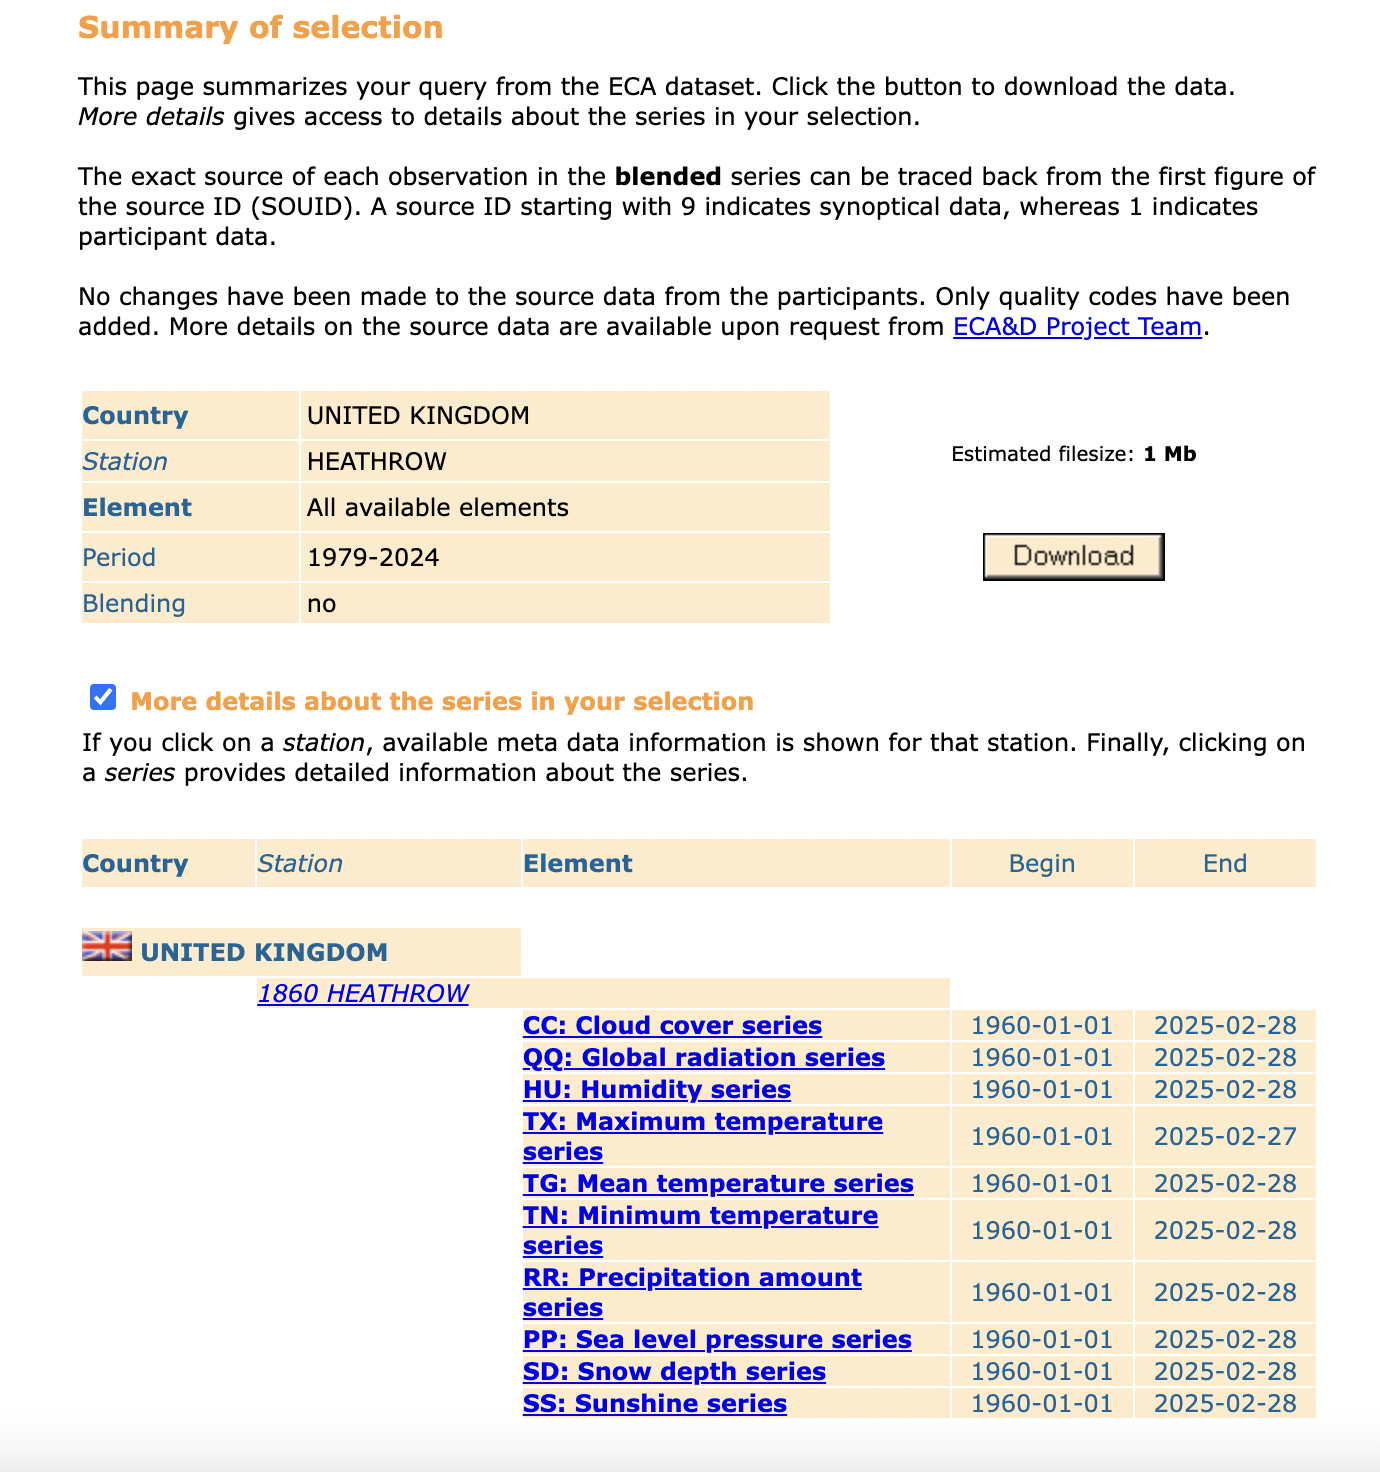 Summary of selection
This page summarizes your query from the ECA dataset. Click the button to download the data.
More details gives access to details about the series in your selection.
The exact source of each observation in the blended series can be traced back from the first figure of
the source ID (SOUID). A source ID starting with 9 indicates synoptical data, whereas 1 indicates
participant data.
No changes have been made to the source data from the participants. Only quality codes have been
added. More details on the source data are available upon request from ECA&D Project Team.
Country UNITED KINGDOM
Station HEATHROW
Element All available elements
Period 1979-2024
Blending no
Estimated filesize: 1 Mb
Download
More details about the series in your selection
If you click on a station, available meta data information is shown for that station. Finally, clicking on
a series provides detailed information about the series.
Country Station Element Begin End
UNITED KINGDOM
1860 HEATHROW
CC: Cloud cover series 1960-01-01 2025-02-28
QQ: Global radiation series 1960-01-01 2025-02-28
HU: Humidity series 1960-01-01 2025-02-28
TX: Maximum temperature
series 1960-01-01 2025-02-27
TG: Mean temperature series 1960-01-01 2025-02-28
TN: Minimum temperature
series 1960-01-01 2025-02-28
RR: Precipitation amount
series 1960-01-01 2025-02-28
PP: Sea level pressure series 1960-01-01 2025-02-28
SD: Snow depth series 1960-01-01 2025-02-28
SS: Sunshine series 1960-01-01 2025-02-28